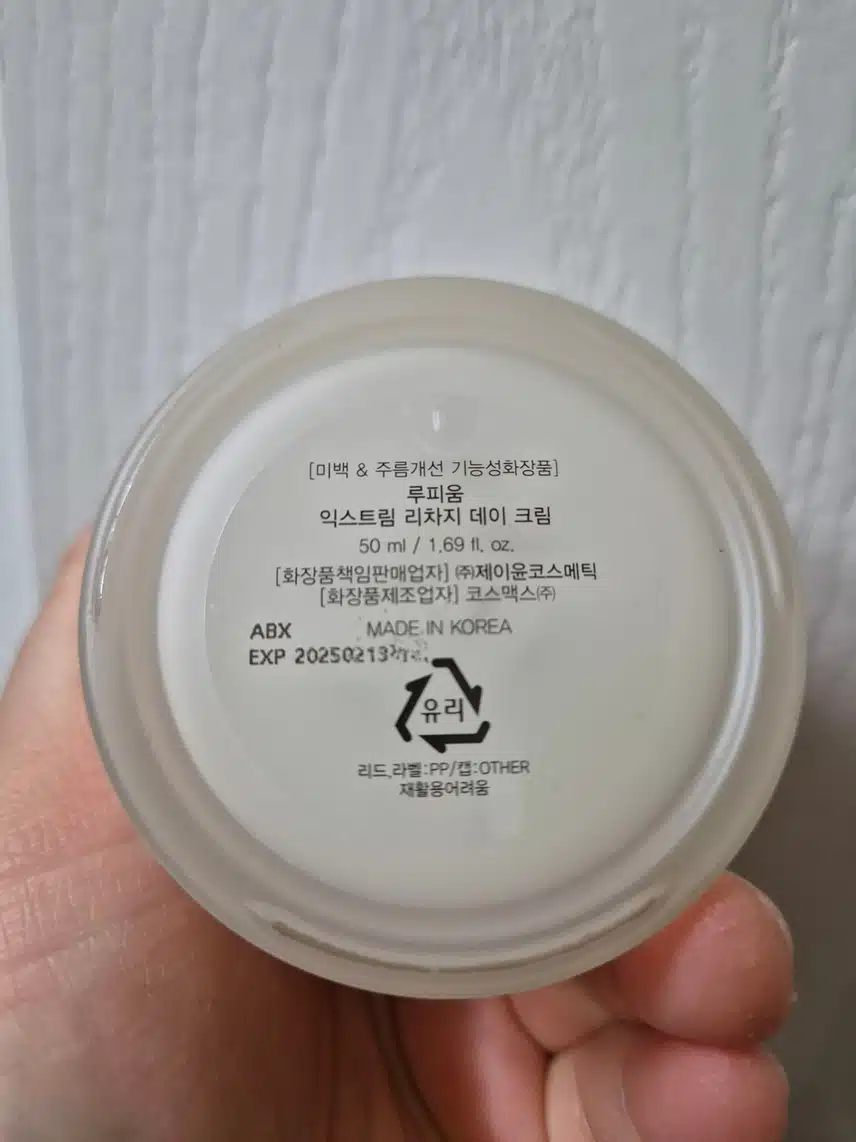 [미백 & 주름개선 기능성화장품]
루피움
익스트림 리차지 데이 크림
50 ml / 1.69 fl. oz.
[화장품책임판매업자] ㈜제이윤코스메틱
[화장품제조업자] 코스맥스㈜
ABX MADE IN KOREA
EXP 20250213
유리
리드,라벨:PP/캡:OTHER
재활용어려움